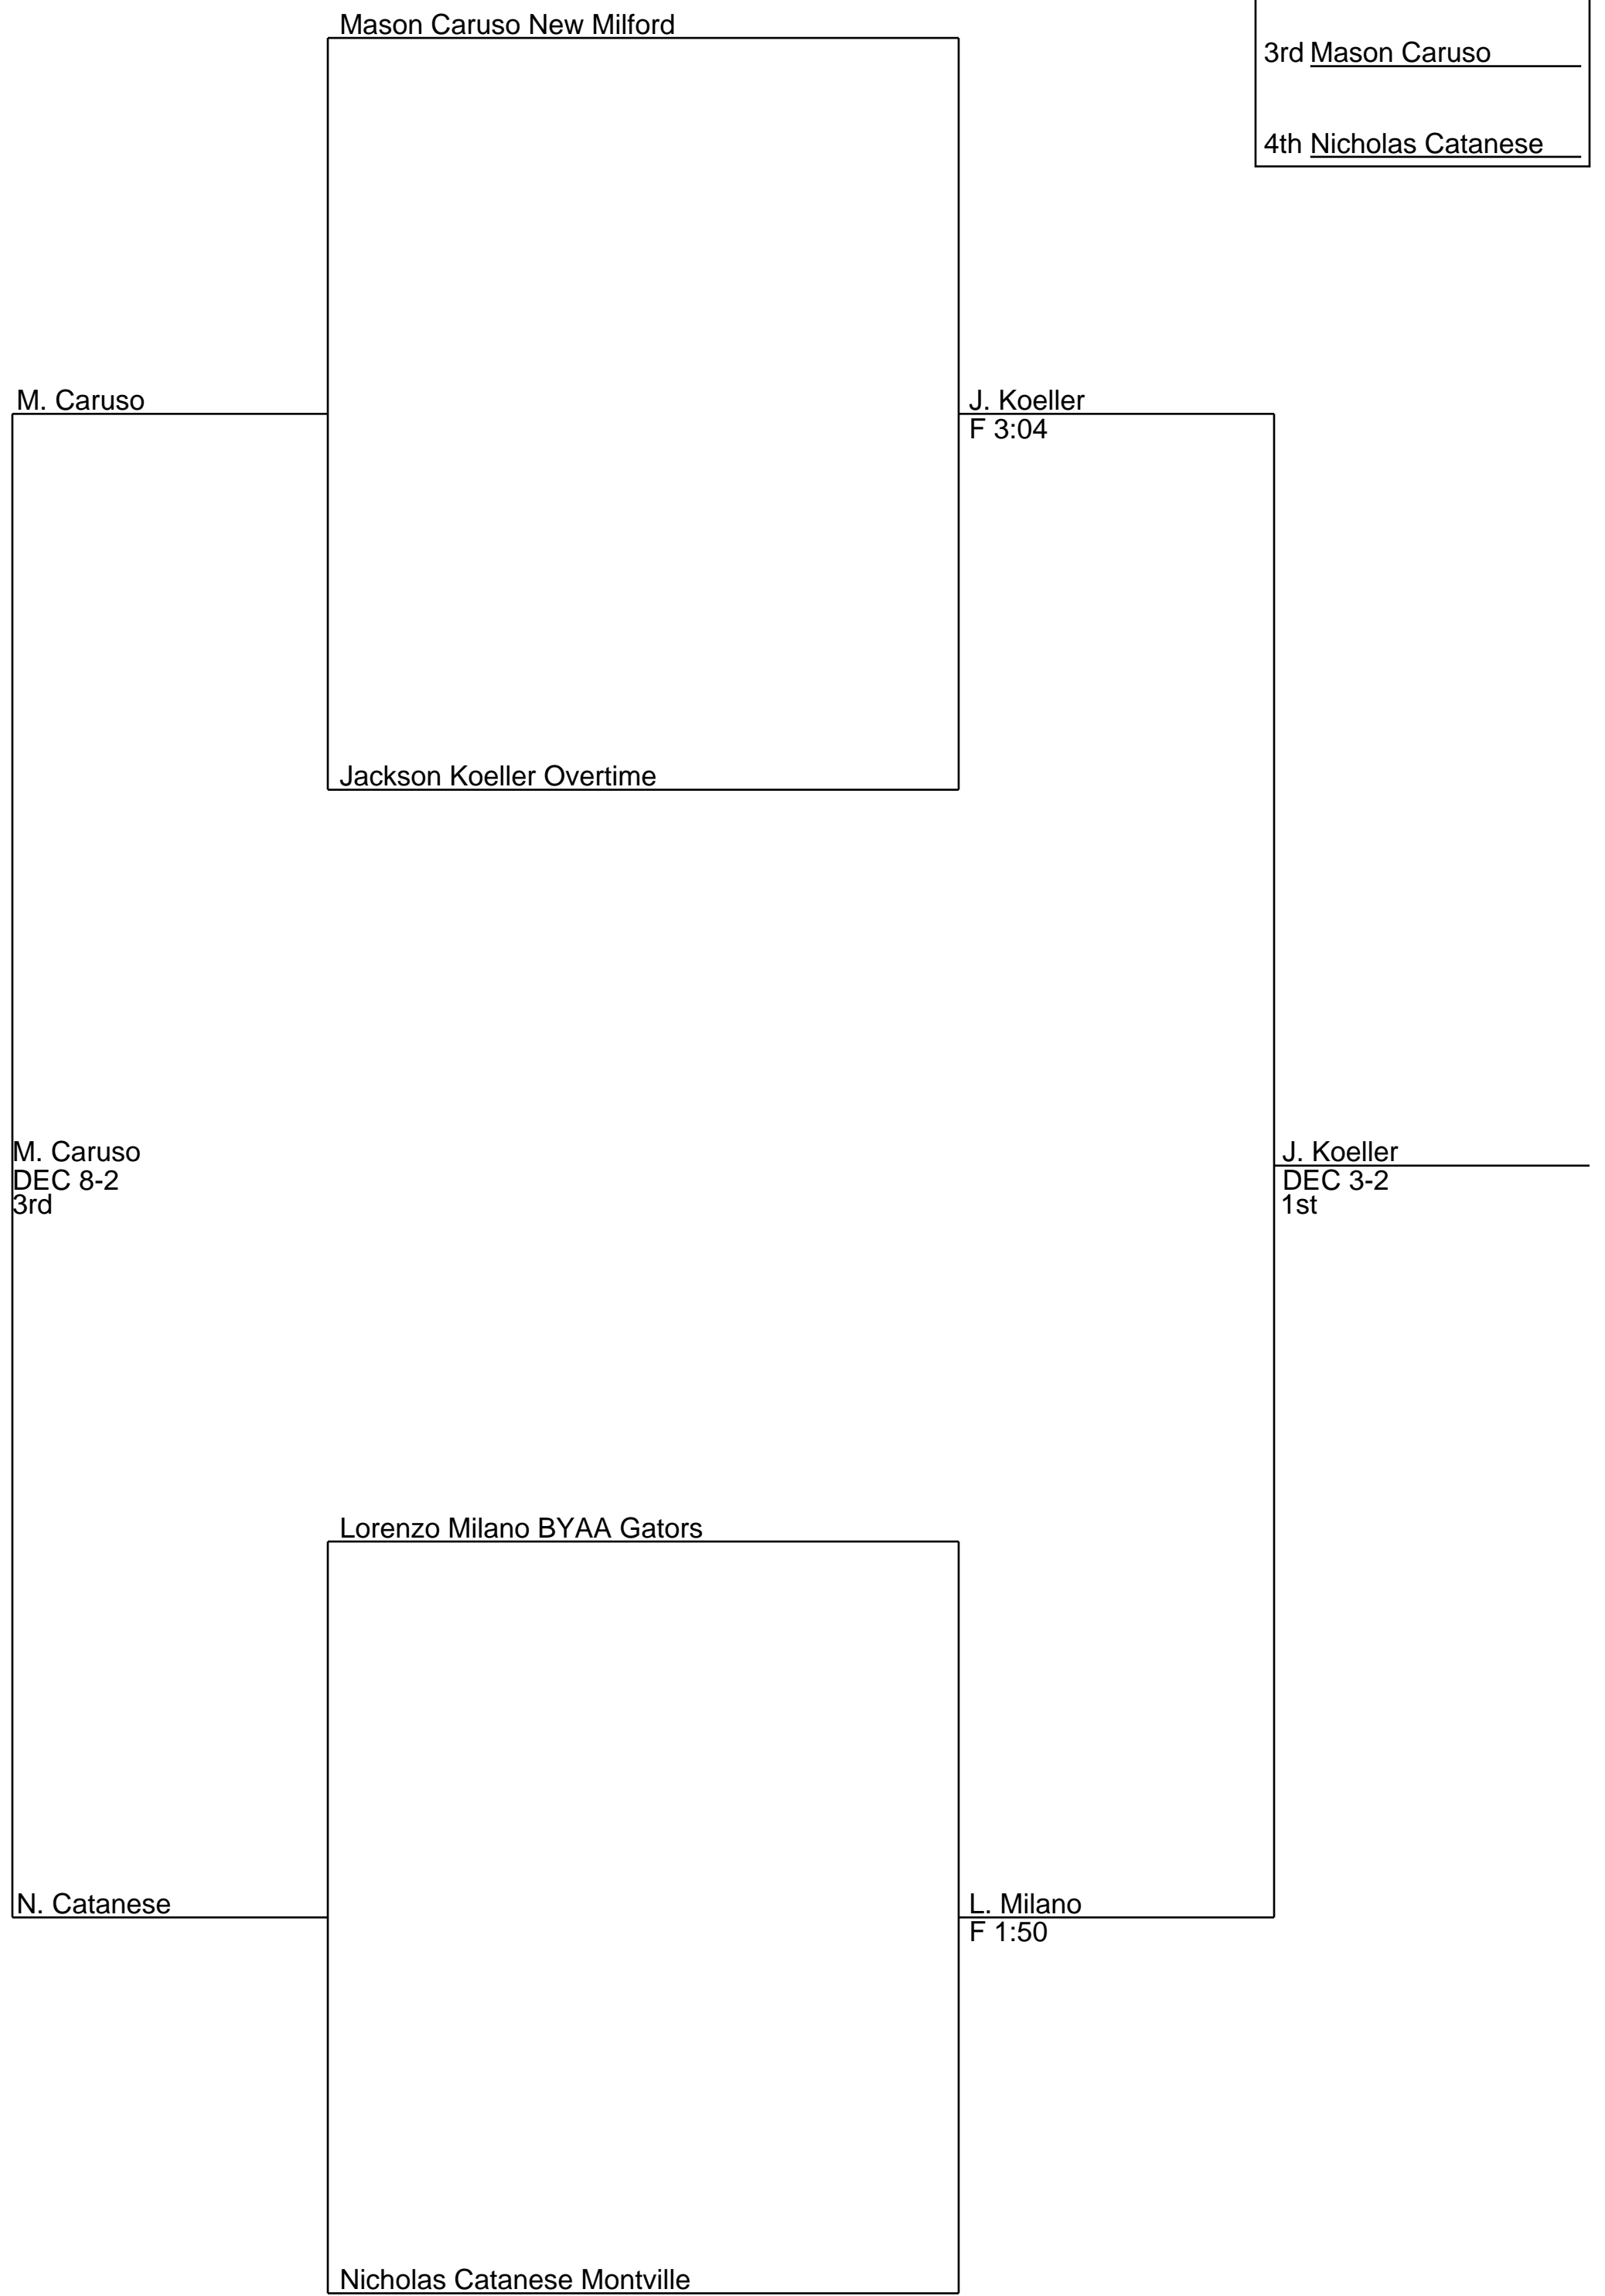 Mason Caruso New Milford
3rd Mason Caruso
4th Nicholas Catanese
M. Caruso
J. Koeller
F 3:04
Jackson Koeller Overtime
M. Caruso
DEC 8-2
3rd
J. Koeller
DEC 3-2
1st
Lorenzo Milano BYAA Gators
N. Catanese
L. Milano
F 1:50
Nicholas Catanese Montville